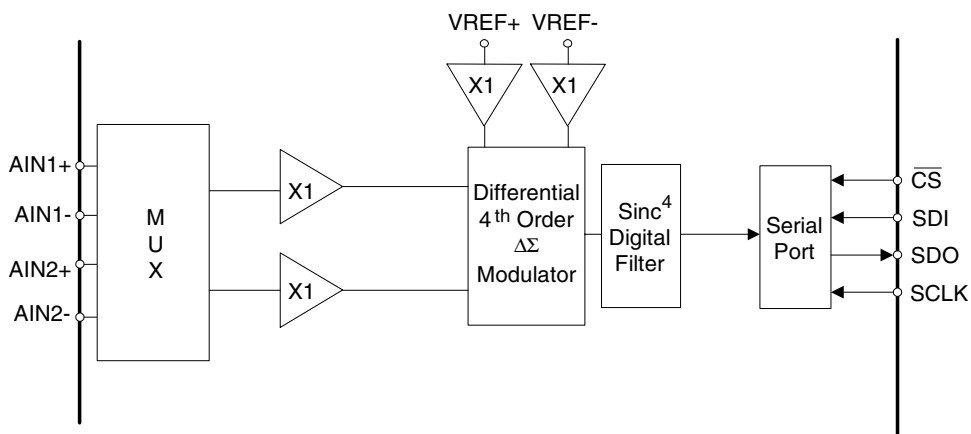 VREF+ VREF-
X1 X1
AIN1+
AIN1-
AIN2+
AIN2-
M
U
X
X1
X1
Differential
4th Order
ΔΣ
Modulator
Sinc4
Digital
Filter
Serial
Port
C̅S̅
SDI
SDO
SCLK